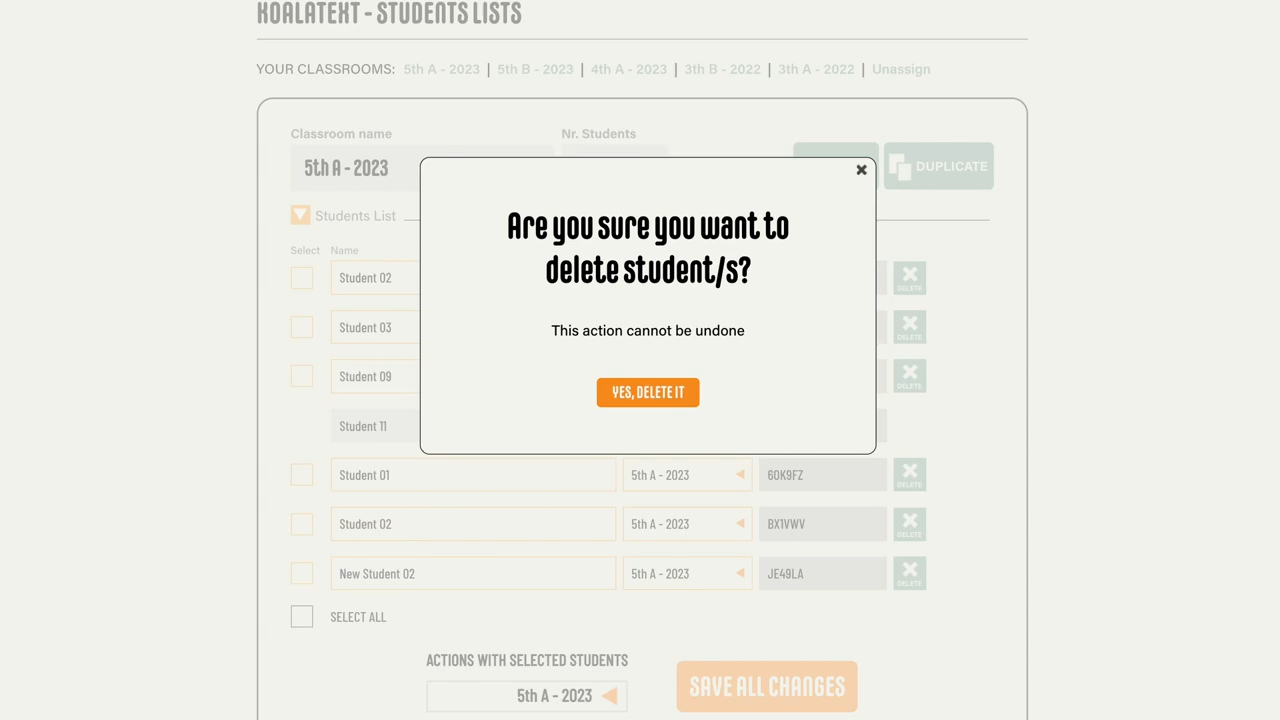 KOALATEXT - STUDENTS LISTS
YOUR CLASSROOMS: 5th A - 2023 | 5th B - 2023 | 4th A - 2023 | 3th B - 2022 | 3th A - 2022 | Unassign
Classroom name Nr. Students
5th A - 2023
DUPLICATE
Are you sure you want to
delete student/s?
This action cannot be undone
YES, DELETE IT
Students List
Select Name
Student 02 DELETE
Student 03 DELETE
Student 09 DELETE
Student 11
Student 01 5th A - 2023 60K9FZ DELETE
Student 02 5th A - 2023 BX1VWV DELETE
New Student 02 5th A - 2023 JE49LA DELETE
SELECT ALL
ACTIONS WITH SELECTED STUDENTS
5th A - 2023
SAVE ALL CHANGES